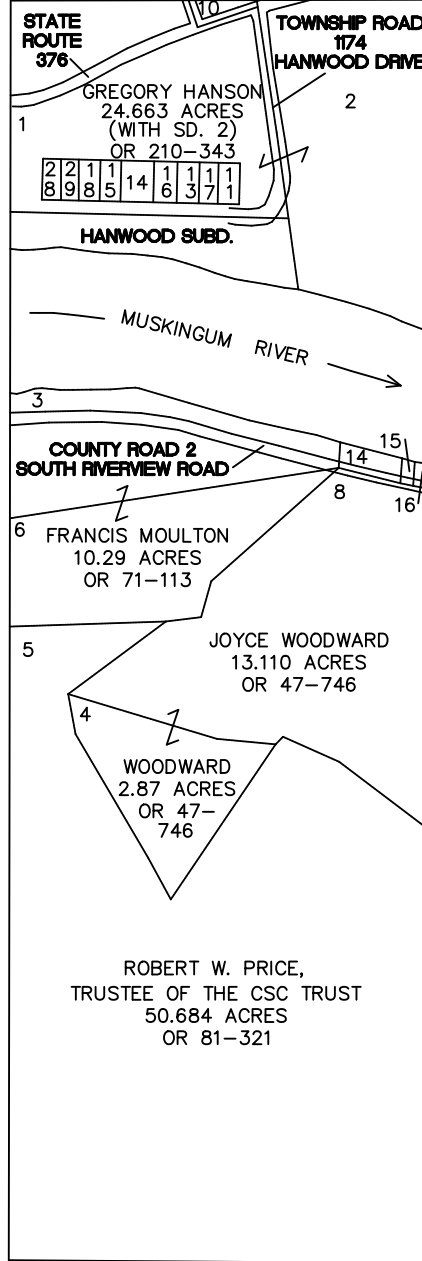 10
STATE
ROUTE
376
TOWNSHIP ROAD
1174
HANWOOD DRIVE
2
GREGORY HANSON
24.663 ACRES
(WITH SD. 2)
OR 210-343
1
28 29 18 15 14 16 13 17 11
HANWOOD SUBD.
MUSKINGUM RIVER
3
COUNTY ROAD 2
SOUTH RIVERVIEW ROAD
14
15
16
8
6
FRANCIS MOULTON
10.29 ACRES
OR 71-113
5
JOYCE WOODWARD
13.110 ACRES
OR 47-746
4
WOODWARD
2.87 ACRES
OR 47-
746
ROBERT W. PRICE,
TRUSTEE OF THE CSC TRUST
50.684 ACRES
OR 81-321